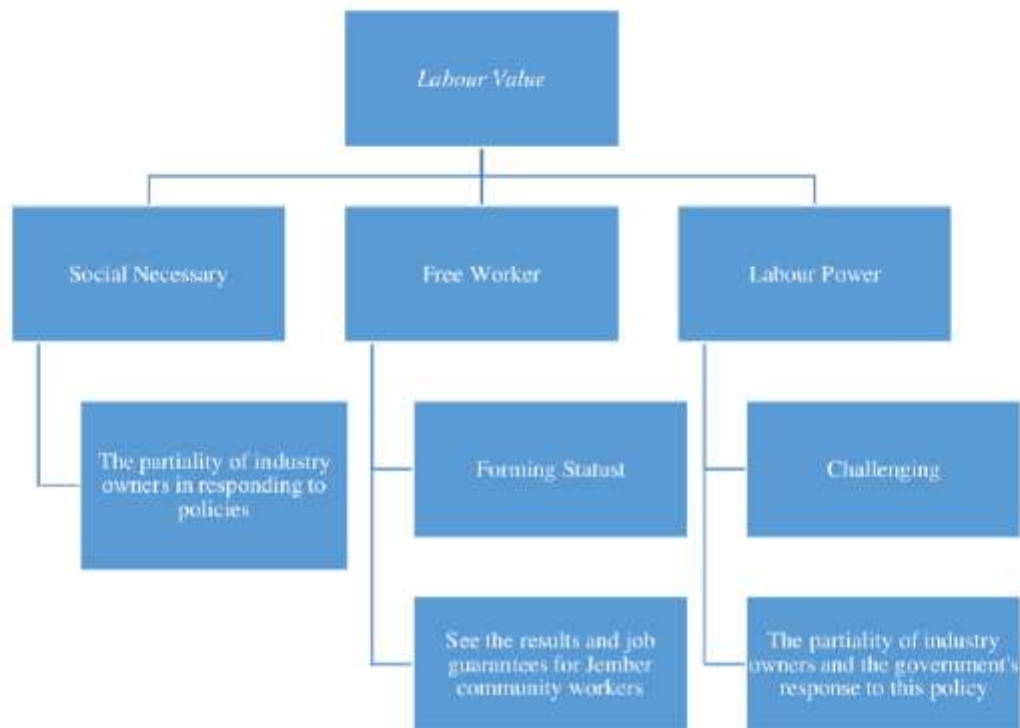 Labour Value
Social Necessary
Free Worker
Labour Power
The partiality of industry
owners in responding to
policies
Forming Statust
Challenging
See the results and job
guarantees for Jember
community workers
The partiality of industry
owners and the government's
response to this policy